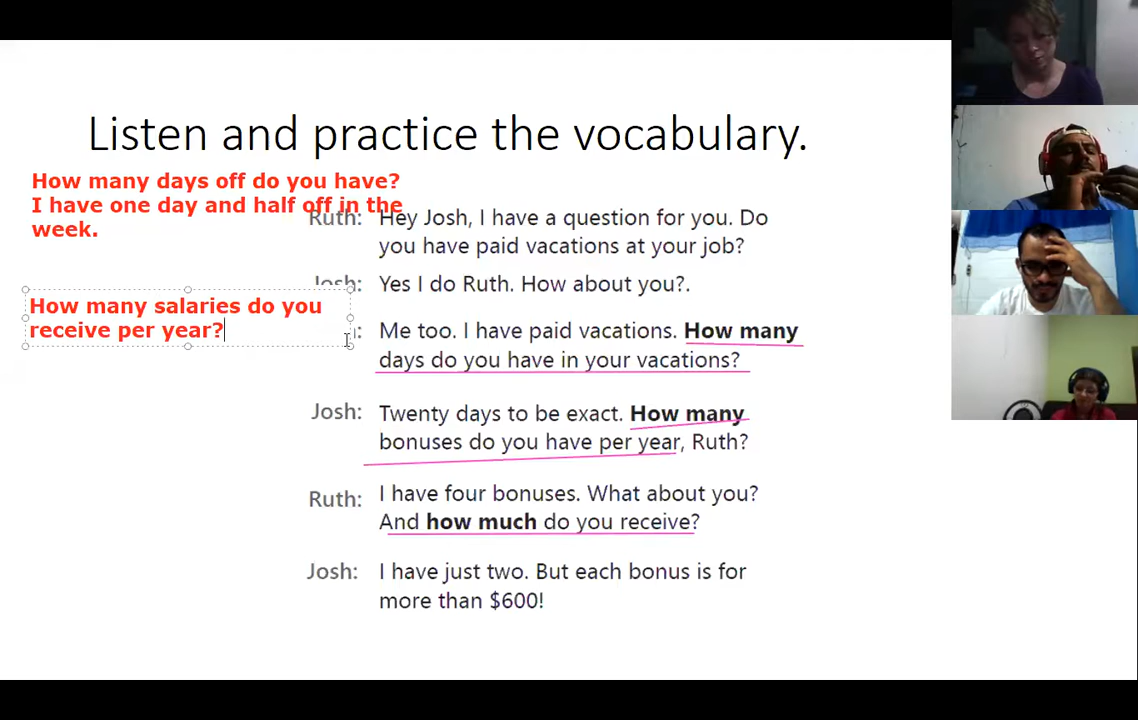 Listen and practice the vocabulary.
How many days off do you have?
I have one day and half off in the
week.
Ruth: Hey Josh, I have a question for you. Do
you have paid vacations at your job?
Josh: Yes I do Ruth. How about you?.
How many salaries do you
receive per year?
Me too. I have paid vacations. How many
days do you have in your vacations?
Josh: Twenty days to be exact. How many
bonuses do you have per year, Ruth?
Ruth: I have four bonuses. What about you?
And how much do you receive?
Josh: I have just two. But each bonus is for
more than $600!